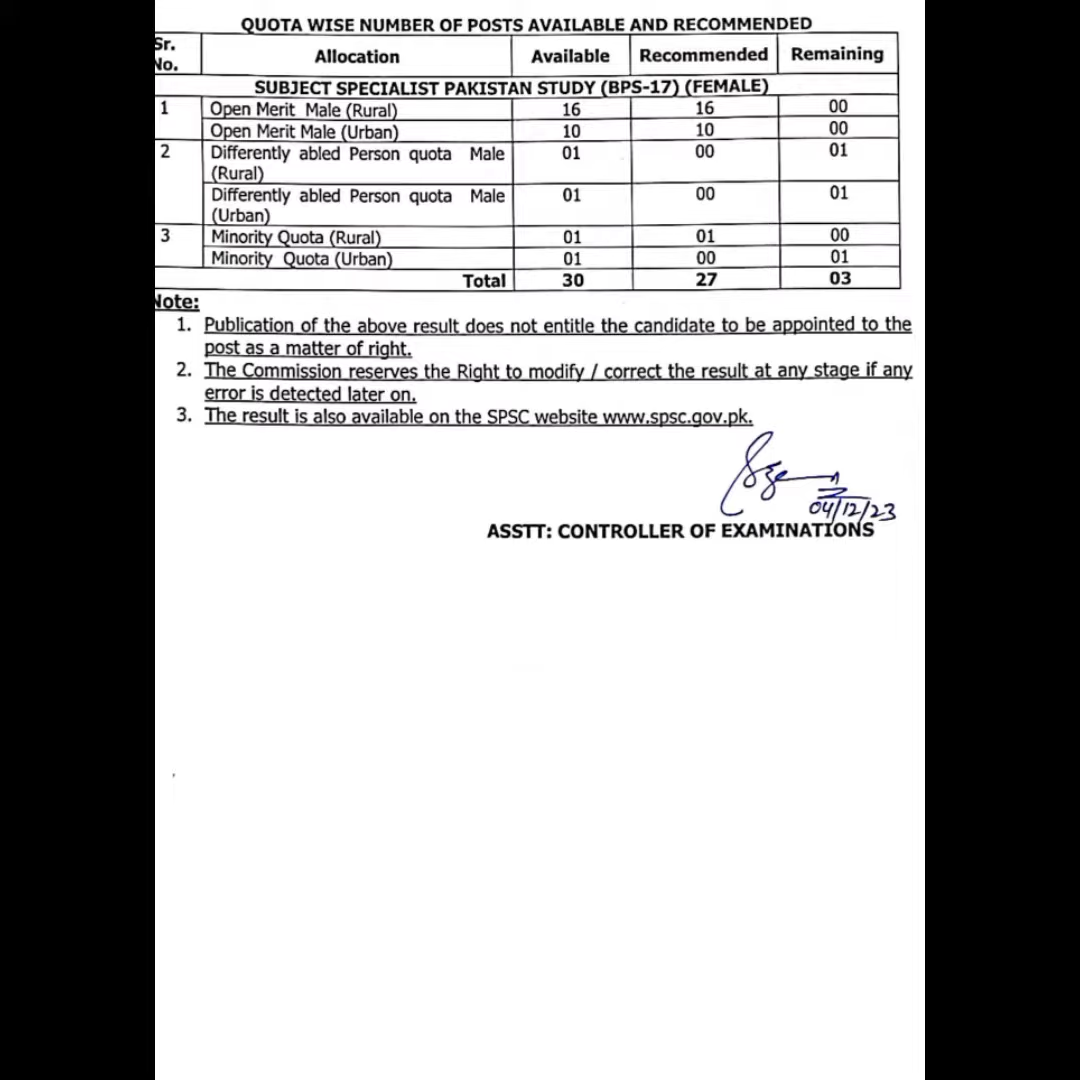 QUOTA WISE NUMBER OF POSTS AVAILABLE AND RECOMMENDED
Sr. No. Allocation Available Recommended Remaining
SUBJECT SPECIALIST PAKISTAN STUDY (BPS-17) (FEMALE)
1 Open Merit Male (Rural) 16 16 00
Open Merit Male (Urban) 10 10 00
2 Differently abled Person quota Male 01 00 01
(Rural)
Differently abled Person quota Male 01 00 01
(Urban)
3 Minority Quota (Rural) 01 01 00
Minority Quota (Urban) 01 00 01
Total 30 27 03
Note:
1. Publication of the above result does not entitle the candidate to be appointed to the
post as a matter of right.
2. The Commission reserves the Right to modify / correct the result at any stage if any
error is detected later on.
3. The result is also available on the SPSC website www.spsc.gov.pk.
04/12/23
ASSTT: CONTROLLER OF EXAMINATIONS